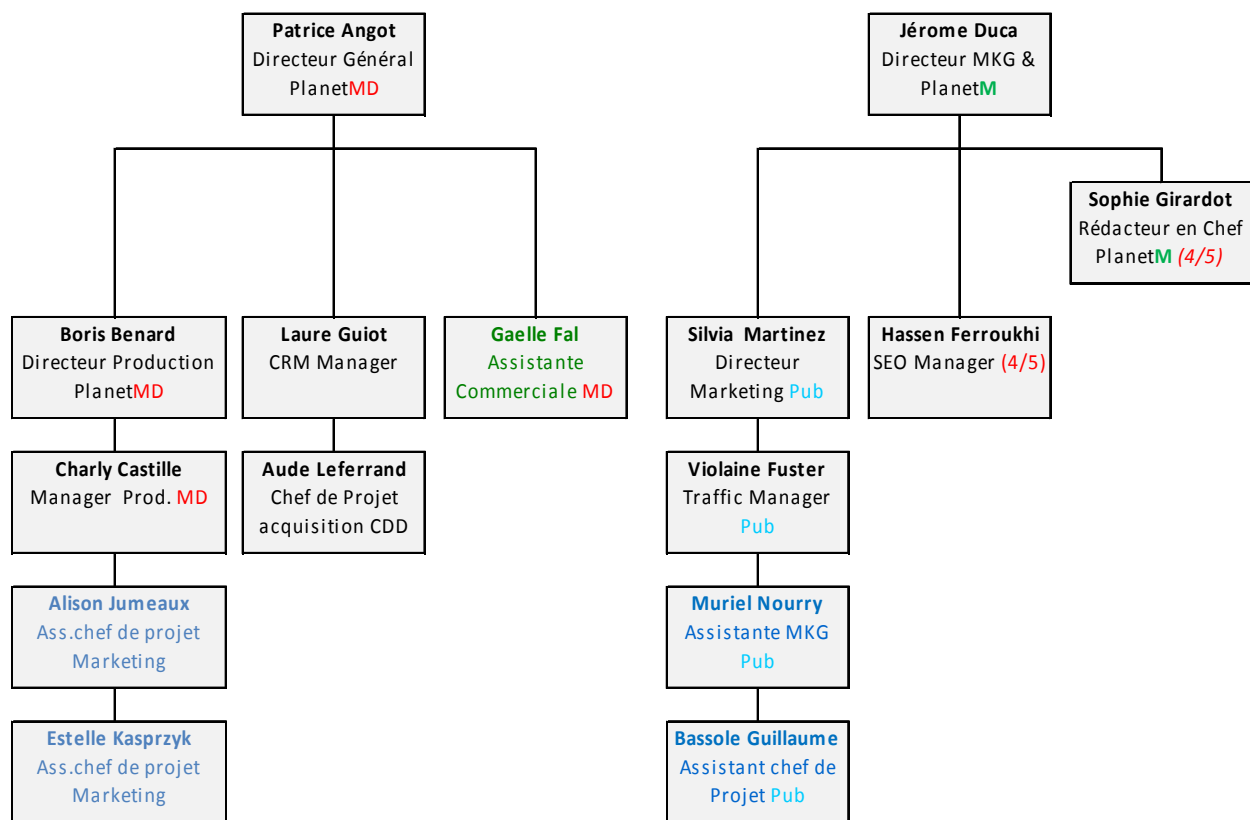 Patrice Angot
Directeur Général
PlanetMD
Jérome Duca
Directeur MKG &
PlanetM
Sophie Girardot
Rédacteur en Chef
PlanetM (4/5)
Boris Benard
Directeur Production
PlanetMD
Laure Guiot
CRM Manager
Gaelle Fal
Assistante
Commerciale MD
Silvia Martinez
Directeur
Marketing Pub
Hassen Ferroukhi
SEO Manager (4/5)
Charly Castille
Manager Prod. MD
Aude Leferrand
Chef de Projet
acquisition CDD
Violaine Fuster
Traffic Manager
Pub
Alison Jumeaux
Ass.chef de projet
Marketing
Muriel Nourry
Assistante MKG
Pub
Estelle Kasprzyk
Ass.chef de projet
Marketing
Bassole Guillaume
Assistant chef de
Projet Pub